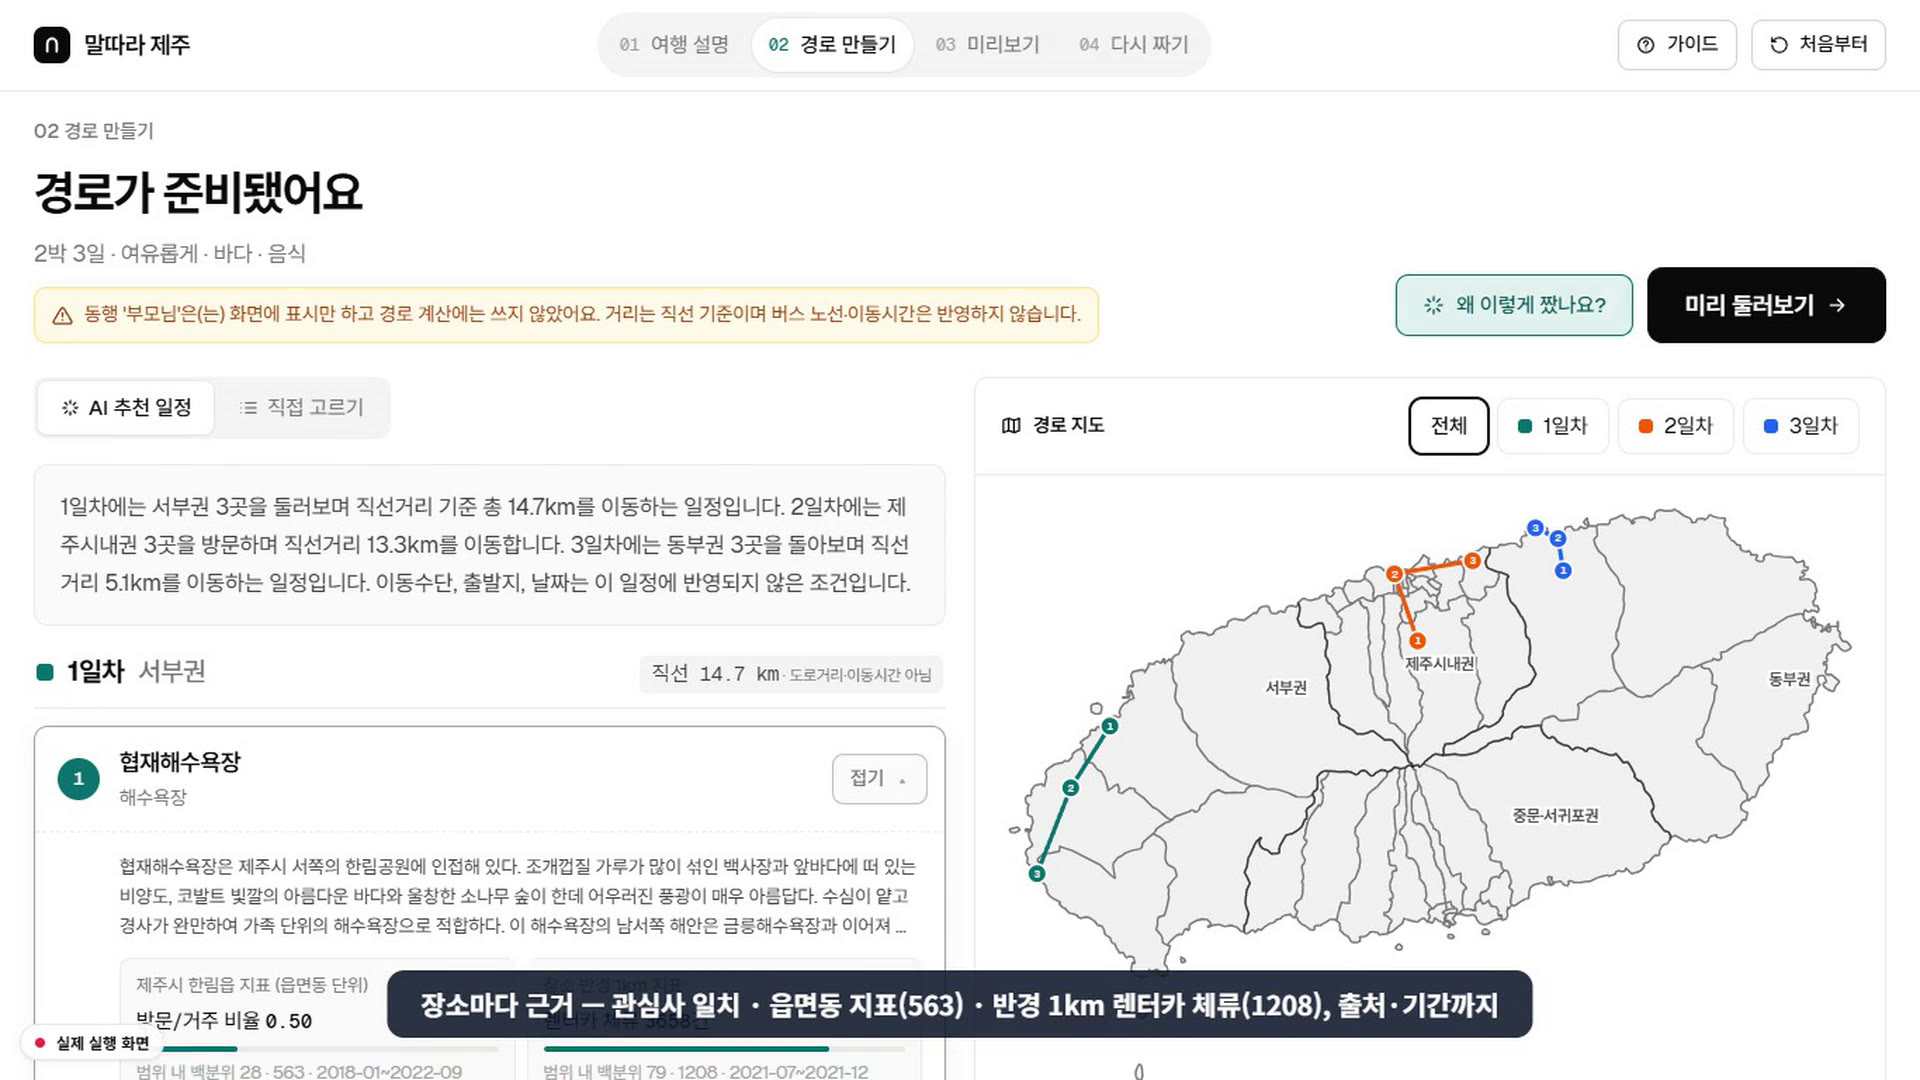 말따라 제주
01 여행 설명
02 경로 만들기
03 미리보기
04 다시 짜기
가이드
처음부터
02 경로 만들기
경로가 준비됐어요
2박 3일 · 여유롭게 · 바다 · 음식
동행 '부모님'은(는) 화면에 표시만 하고 경로 계산에는 쓰지 않았어요. 거리는 직선 기준이며 버스 노선·이동시간은 반영하지 않습니다.
왜 이렇게 짰나요?
미리 둘러보기 →
AI 추천 일정
직접 고르기
1일차에는 서부권 3곳을 둘러보며 직선거리 기준 총 14.7km를 이동하는 일정입니다. 2일차에는 제
주시내권 3곳을 방문하며 직선거리 13.3km를 이동합니다. 3일차에는 동부권 3곳을 돌아보며 직선
거리 5.1km를 이동하는 일정입니다. 이동수단, 출발지, 날짜는 이 일정에 반영되지 않은 조건입니다.
1일차 서부권
직선 14.7 km · 도로거리·이동시간 아님
1
협재해수욕장
해수욕장
접기
협재해수욕장은 제주시 서쪽의 한림공원에 인접해 있다. 조개껍질 가루가 많이 섞인 백사장과 앞바다에 떠 있는
비양도, 코발트 빛깔의 아름다운 바다와 울창한 소나무 숲이 한데 어우러진 풍광이 매우 아름답다. 수심이 얕고
경사가 완만하여 가족 단위의 해수욕장으로 적합하다. 이 해수욕장의 남서쪽 해안은 금릉해수욕장과 이어져 ...
제주시 한림읍 지표 (읍면동 단위)
방문/거주 비율 0.50
범위 내 백분위 28 · 563 · 2018-01~2022-09
장소 반경 1km 지표
렌터카 체류 3658건
범위 내 백분위 79 · 1208 · 2021-07~2021-12
경로 지도
전체
1일차
2일차
3일차
3
2
1
2
3
1
제주시내권
서부권
동부권
1
2
3
중문·서귀포권
장소마다 근거 — 관심사 일치 · 읍면동 지표(563) · 반경 1km 렌터카 체류(1208), 출처·기간까지
실제 실행 화면